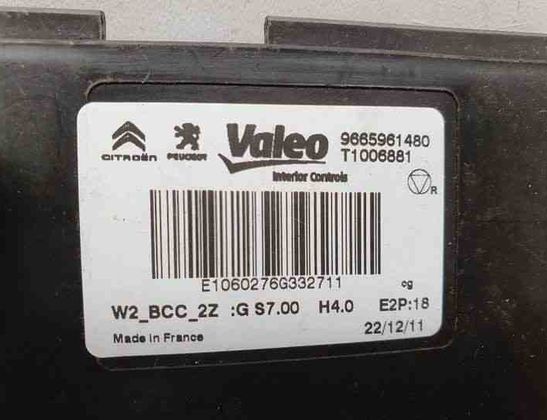 CITROËN PEUGEOT Valeo 9665961480
Interior Controls T1006881
R
E1060276G332711
cg
W2_BCC_2Z :G S7.00 H4.0 E2P:18
Made in France 22/12/11